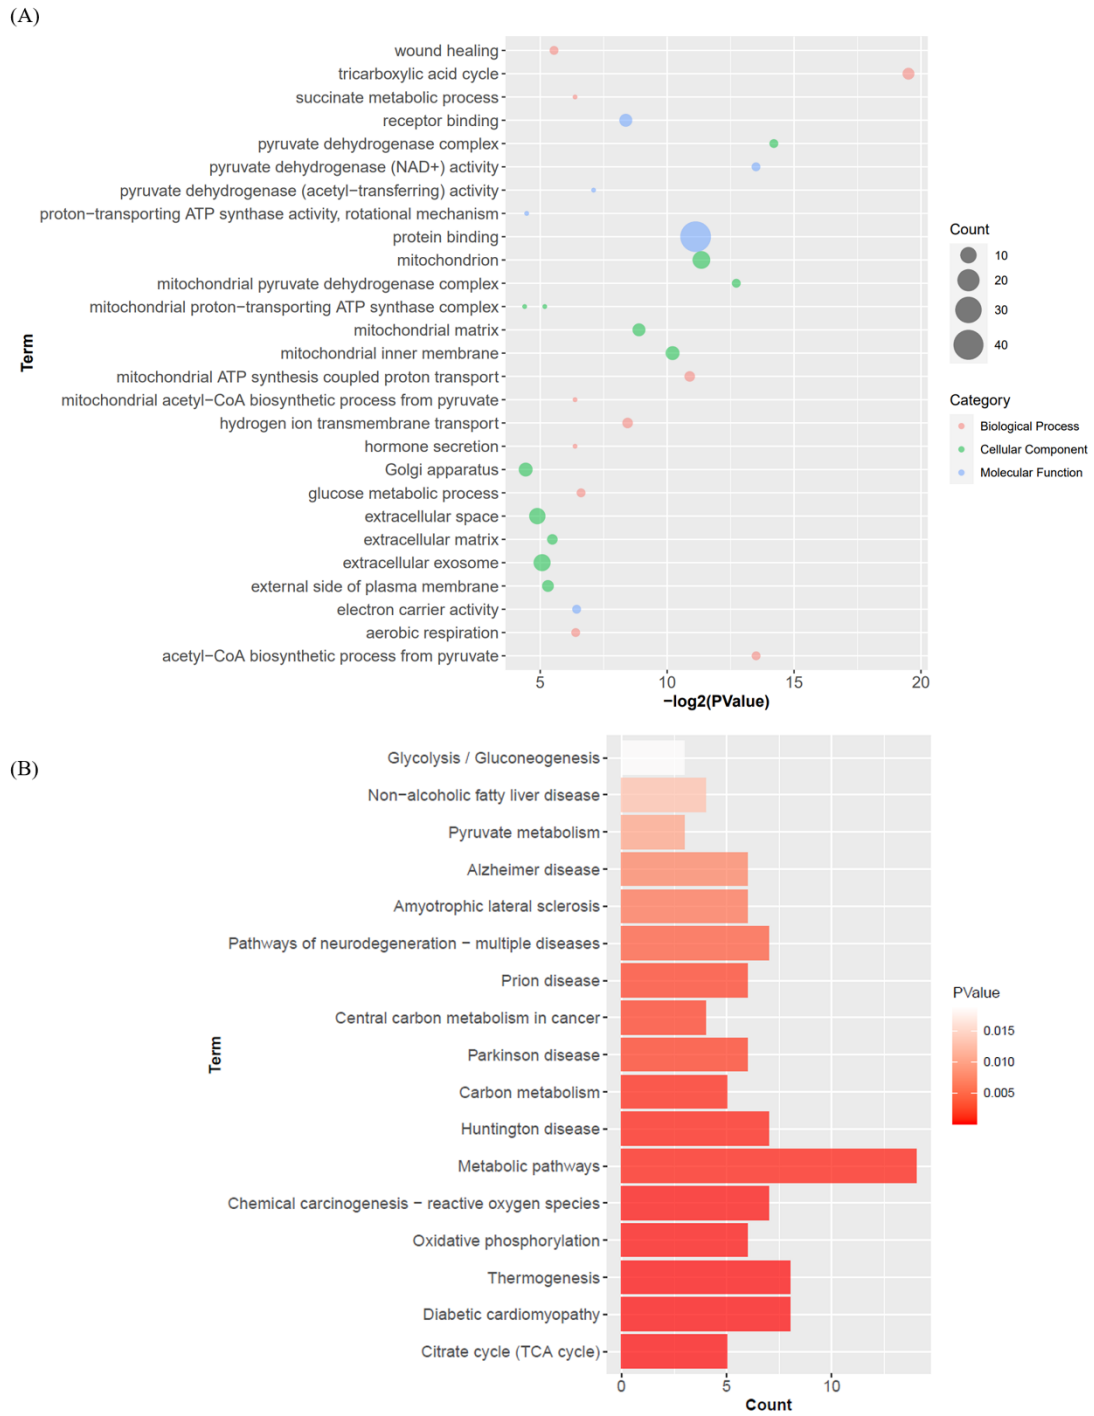 (A)
wound healing
tricarboxylic acid cycle
succinate metabolic process
receptor binding
pyruvate dehydrogenase complex
pyruvate dehydrogenase (NAD+) activity
pyruvate dehydrogenase (acetyl−transferring) activity
proton−transporting ATP synthase activity, rotational mechanism
protein binding
mitochondrion
mitochondrial pyruvate dehydrogenase complex
mitochondrial proton−transporting ATP synthase complex
mitochondrial matrix
mitochondrial inner membrane
mitochondrial ATP synthesis coupled proton transport
mitochondrial acetyl−CoA biosynthetic process from pyruvate
hydrogen ion transmembrane transport
hormone secretion
Golgi apparatus
glucose metabolic process
extracellular space
extracellular matrix
extracellular exosome
external side of plasma membrane
electron carrier activity
aerobic respiration
acetyl−CoA biosynthetic process from pyruvate
Term
5 10 15 20
−log2(PValue)
Count
10
20
30
40
Category
Biological Process
Cellular Component
Molecular Function
(B)
Glycolysis / Gluconeogenesis
Non−alcoholic fatty liver disease
Pyruvate metabolism
Alzheimer disease
Amyotrophic lateral sclerosis
Pathways of neurodegeneration − multiple diseases
Prion disease
Central carbon metabolism in cancer
Parkinson disease
Carbon metabolism
Huntington disease
Metabolic pathways
Chemical carcinogenesis − reactive oxygen species
Oxidative phosphorylation
Thermogenesis
Diabetic cardiomyopathy
Citrate cycle (TCA cycle)
Term
0 5 10
Count
PValue
0.015
0.010
0.005